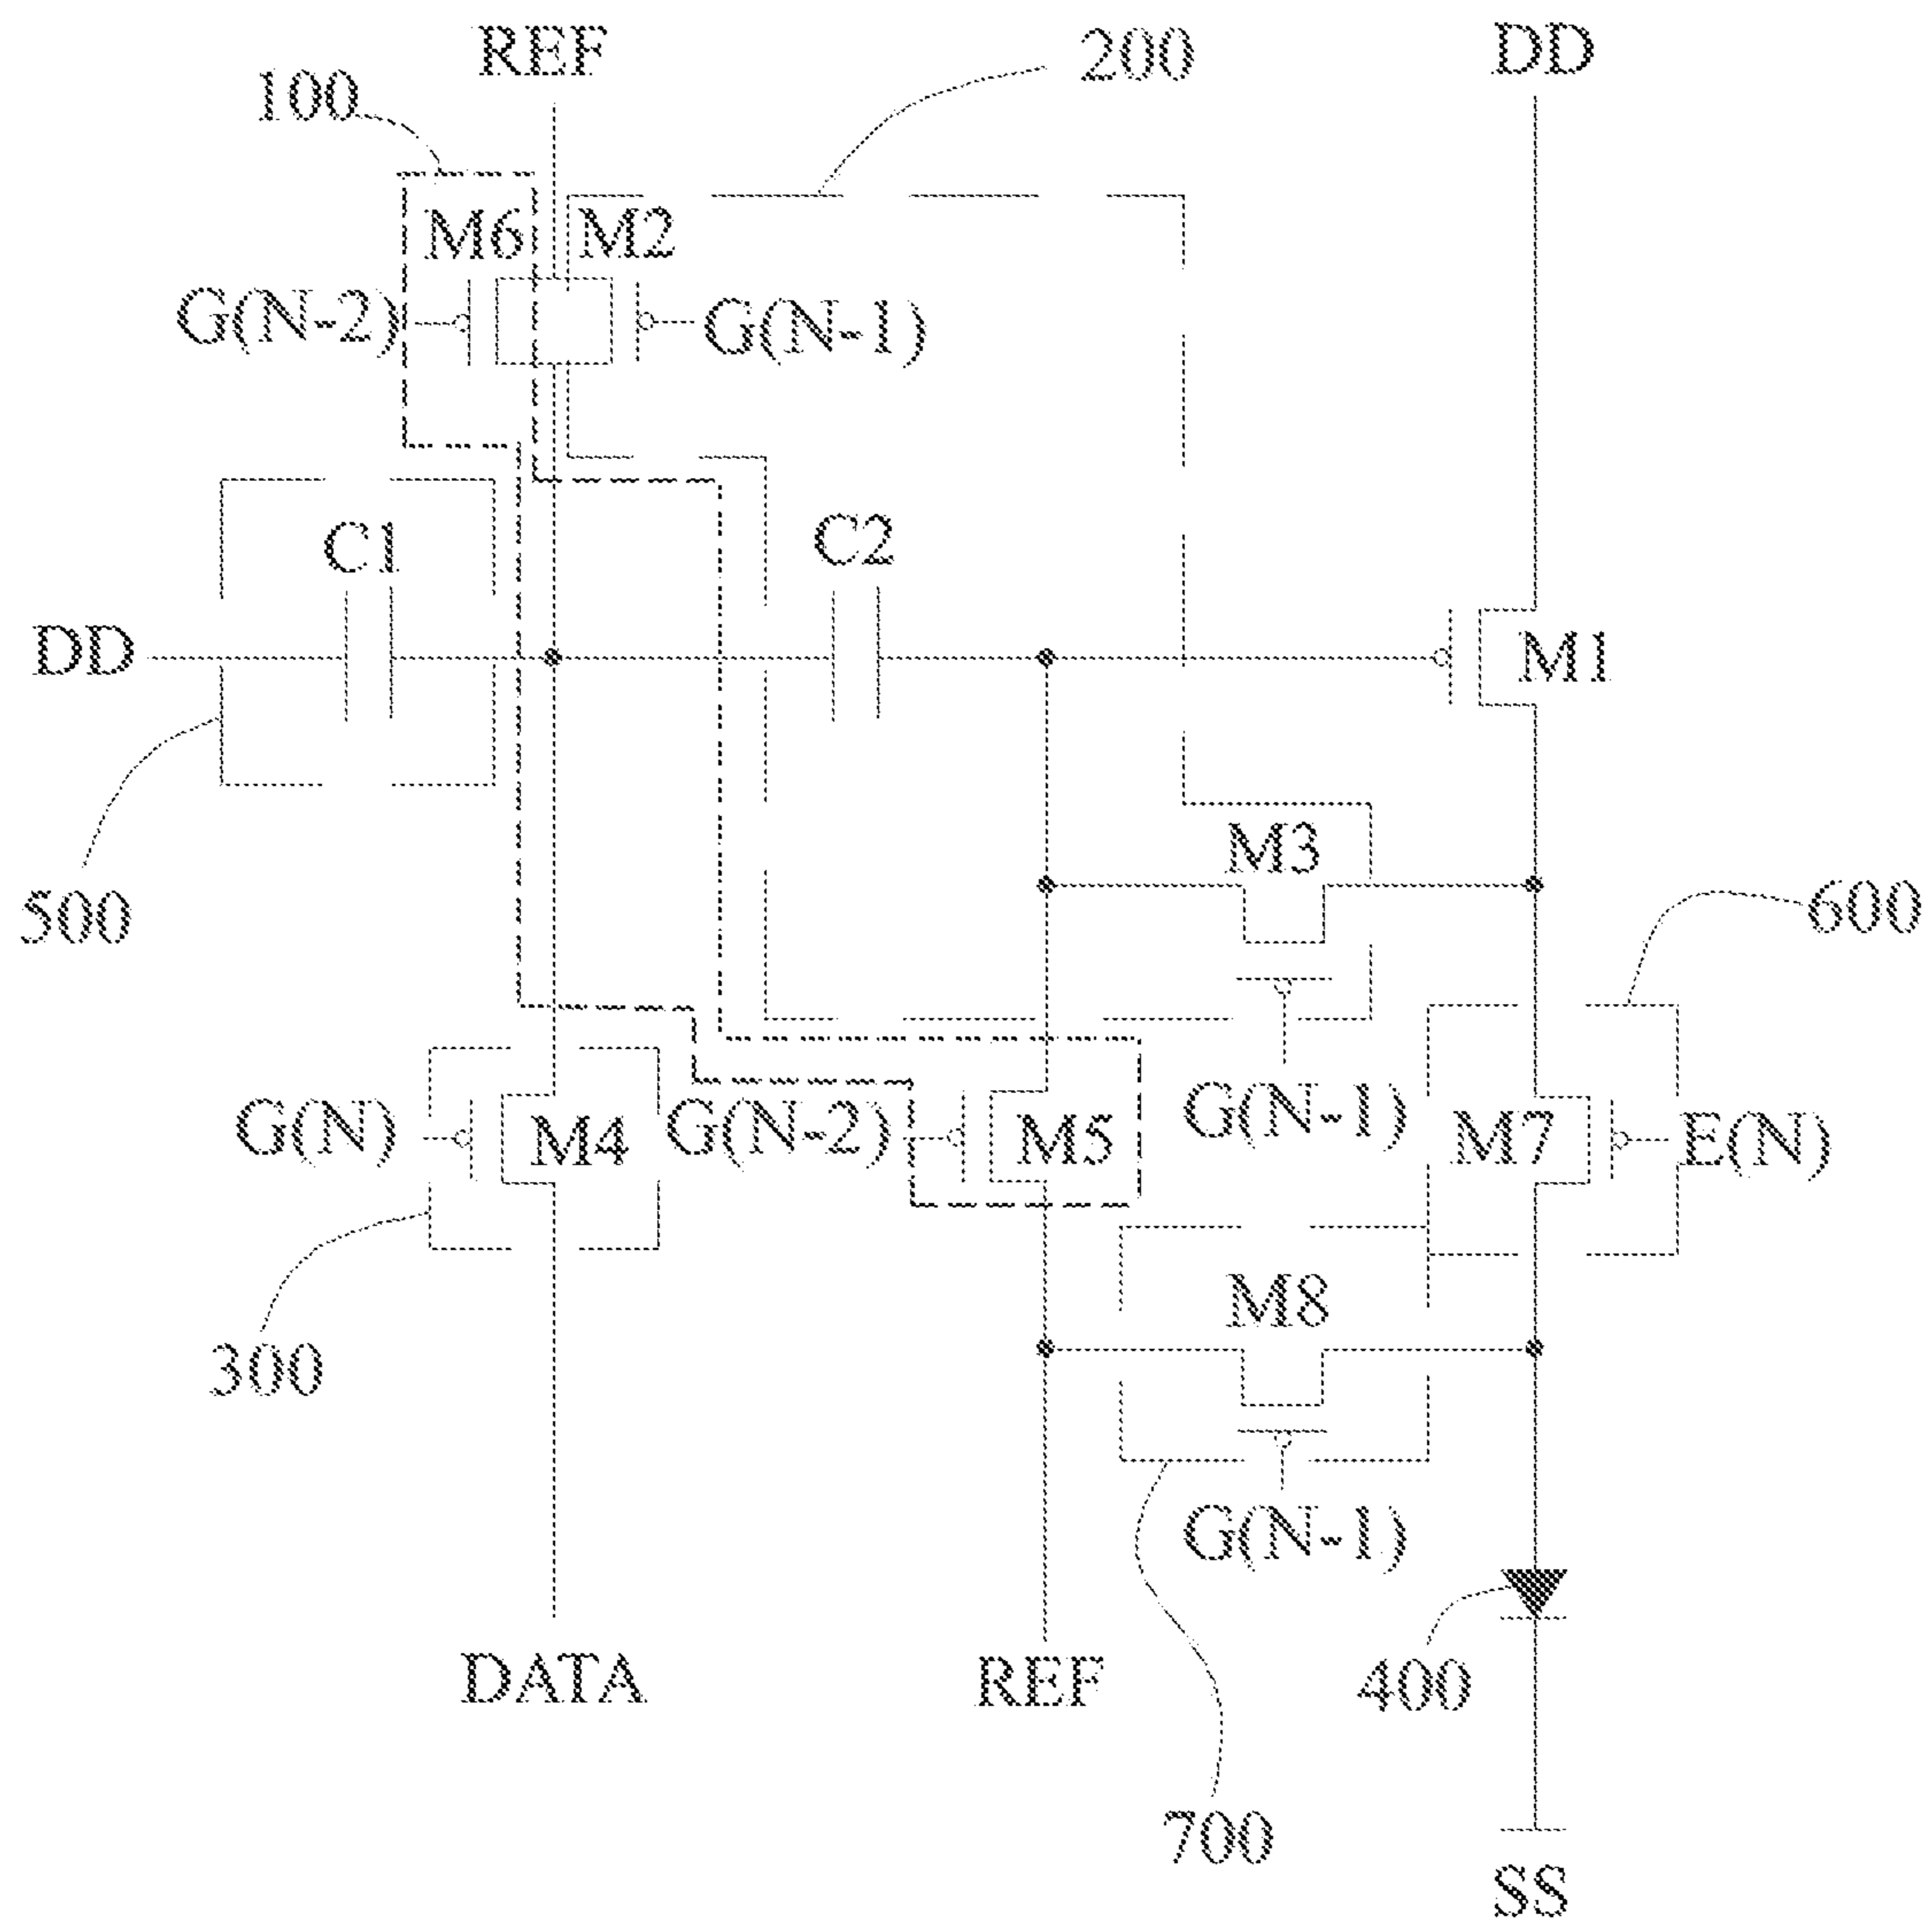 REF
200
DD
100
M6
M2
G(N-2)
G(N-1)
C1
C2
DD
M1
M3
500
600
G(N)
M4
G(N-2)
M5
G(N-1)
M7
E(N)
M8
300
G(N-1)
DATA
REF
400
700
SS